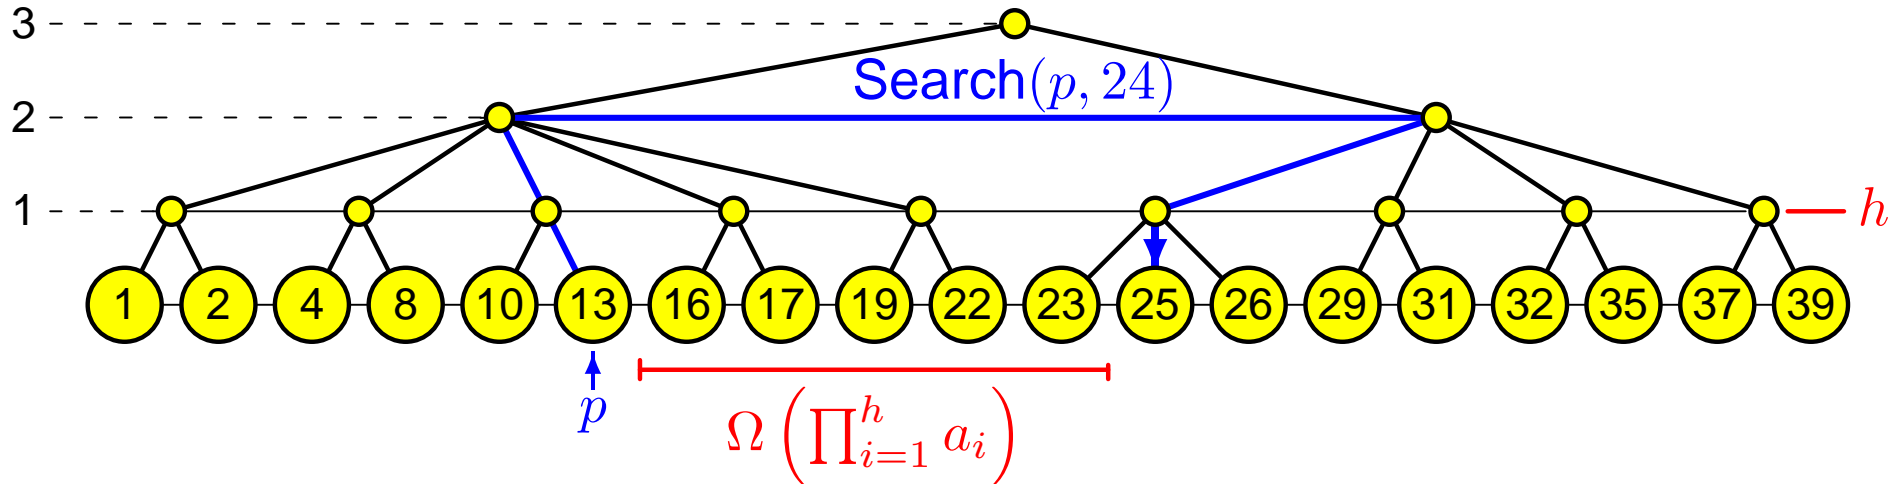 3
Search(p, 24)
2
1
h
1 2 4 8 10 13 16 17 19 22 23 25 26 29 31 32 35 37 39
p
Ω (∏_{i=1}^{h} a_i)